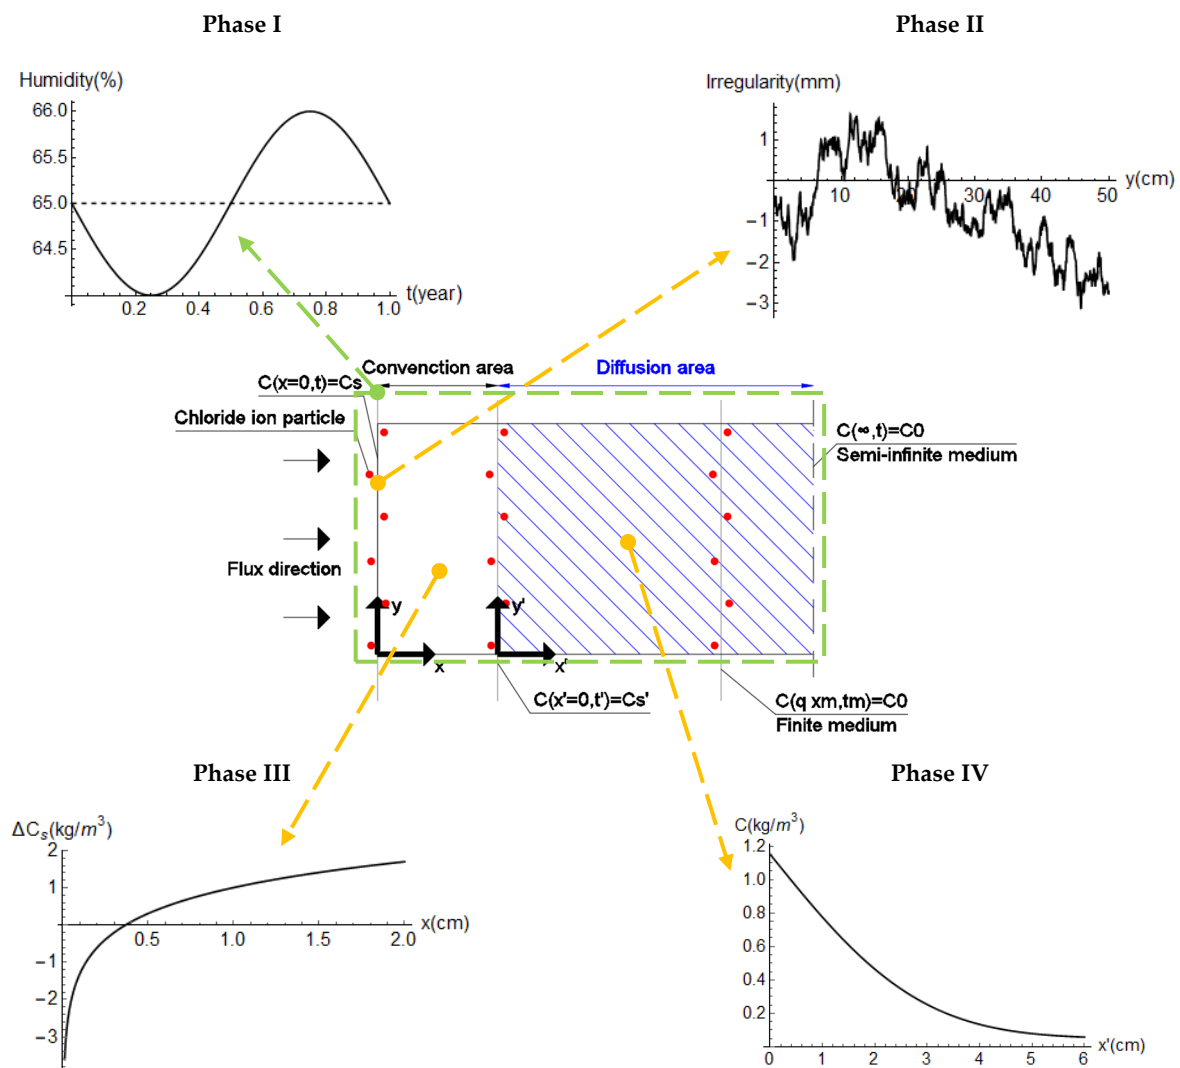 Phase I
Phase II
Humidity(%)
66.0
65.5
65.0
64.5
0.2 0.4 0.6 0.8 1.0
t(year)
Irregularity(mm)
1
-1
-2
-3
10 20 30 40 50
y(cm)
Convenction area
Diffusion area
C(x=0,t)=Cs
Chloride ion particle
C(∞,t)=C0
Semi-infinite medium
Flux direction
y
x
y'
x'
C(x'=0,t')=Cs'
C(q xm,tm)=C0
Finite medium
Phase III
Phase IV
ΔCₛ(kg/m³)
2
1
-1
-2
-3
0.5 1.0 1.5 2.0
x(cm)
C(kg/m³)
1.2
1.0
0.8
0.6
0.4
0.2
0 1 2 3 4 5 6
x'(cm)